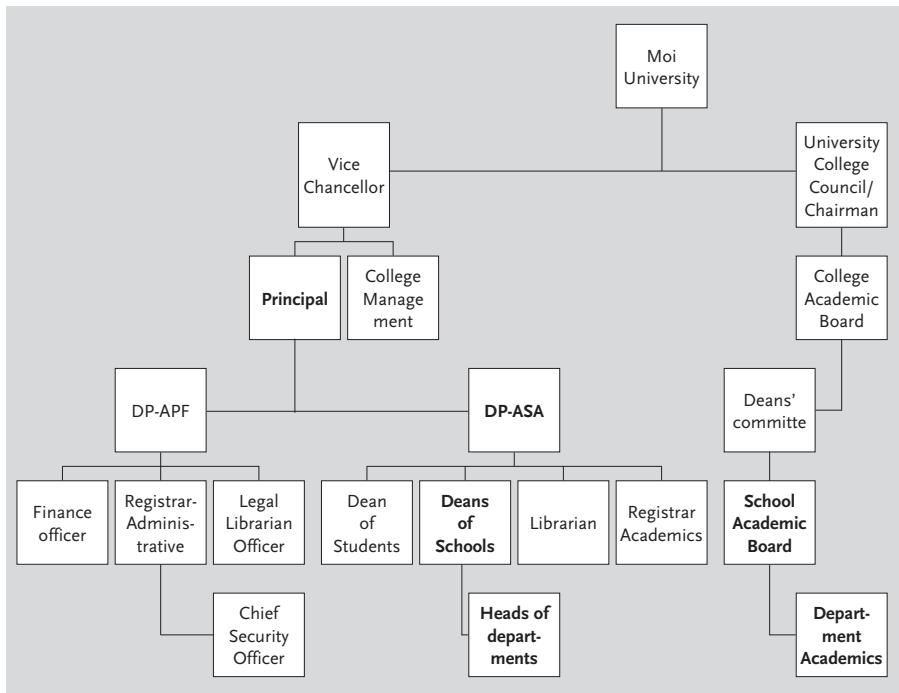 Moi
University
Vice
Chancellor
University
College
Council/
Chairman
Principal
College
Manage
ment
College
Academic
Board
DP-APF
DP-ASA
Deans'
committe
Finance
officer
Registrar-
Adminis-
trative
Legal
Librarian
Officer
Dean
of
Students
Deans
of
Schools
Librarian
Registrar
Academics
School
Academic
Board
Chief
Security
Officer
Heads of
depart-
ments
Depart-
ment
Academics